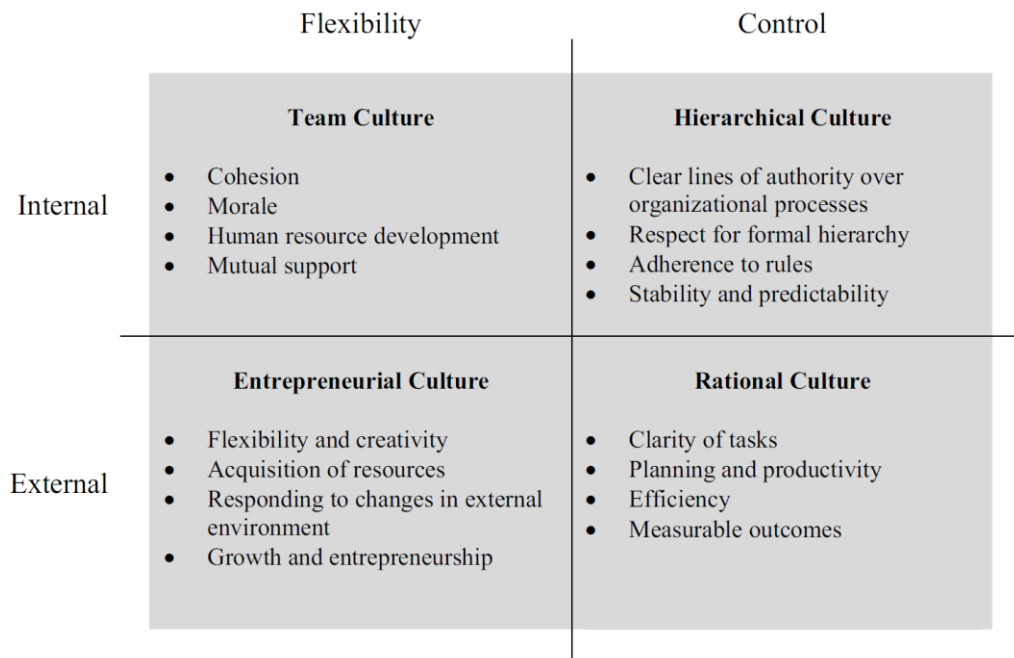 Flexibility
Control
Internal
Team Culture
• Cohesion
• Morale
• Human resource development
• Mutual support
Hierarchical Culture
• Clear lines of authority over
organizational processes
• Respect for formal hierarchy
• Adherence to rules
• Stability and predictability
External
Entrepreneurial Culture
• Flexibility and creativity
• Acquisition of resources
• Responding to changes in external
environment
• Growth and entrepreneurship
Rational Culture
• Clarity of tasks
• Planning and productivity
• Efficiency
• Measurable outcomes